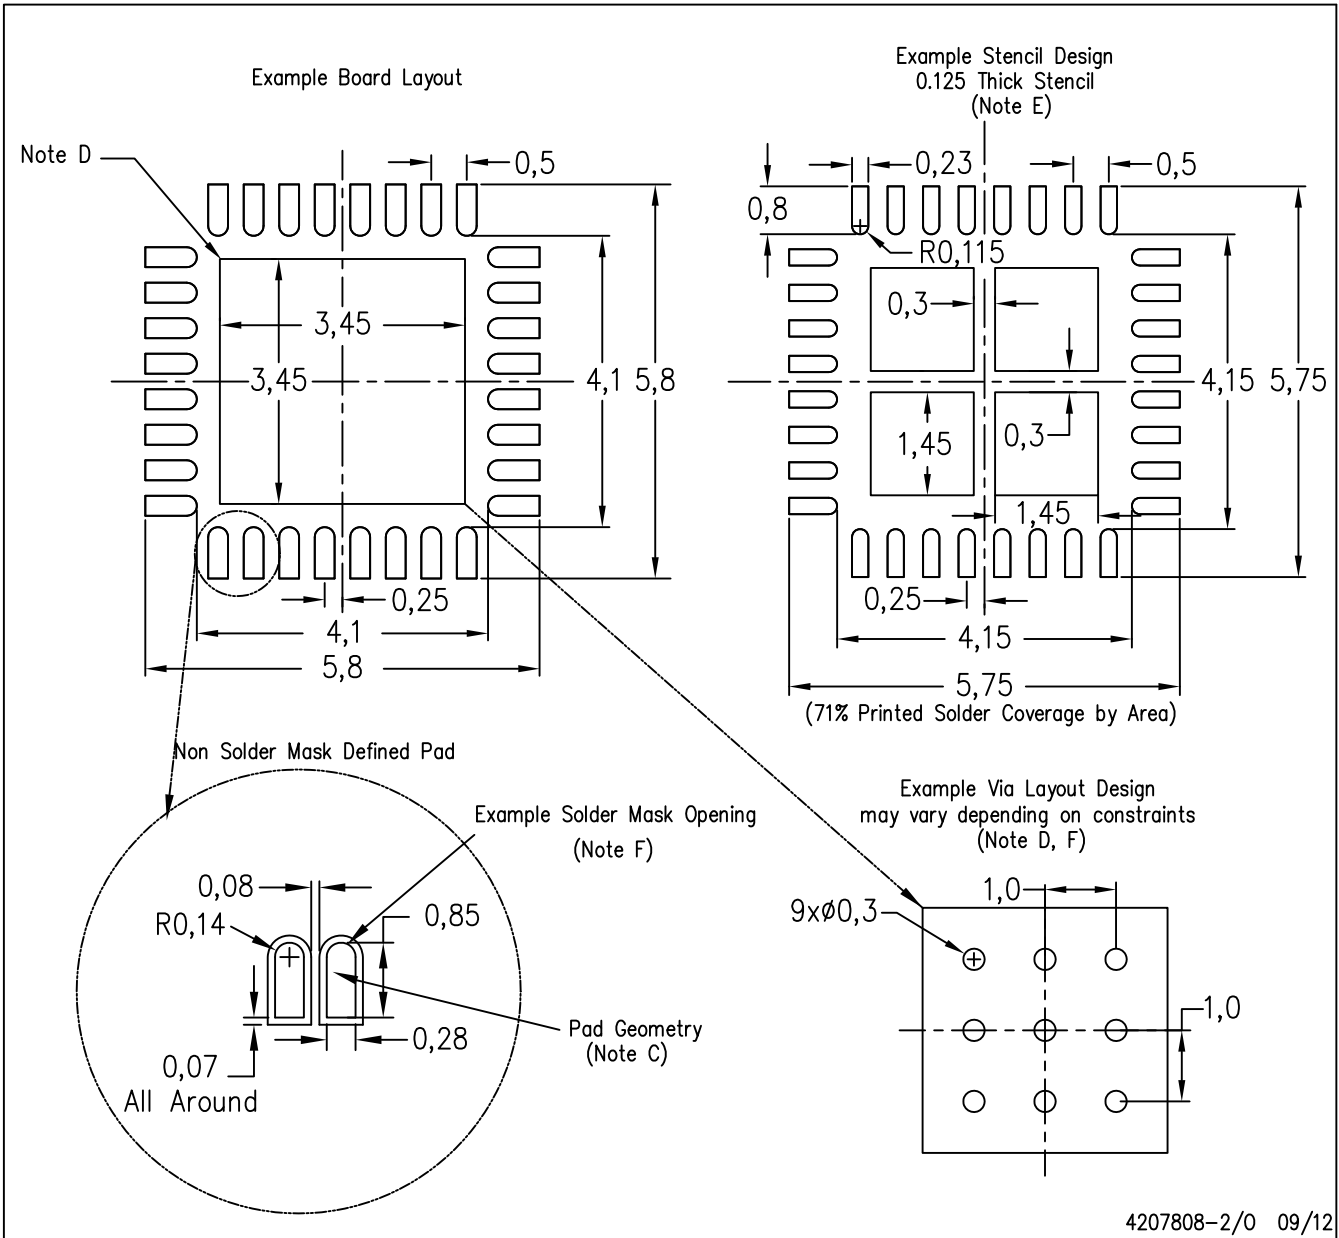 Example Board Layout
Example Stencil Design
0.125 Thick Stencil
(Note E)
Note D
0,5
0,23
0,5
0,8
R0,115
3,45
0,3
3,45
4,1
5,8
4,15
5,75
1,45
0,3
1,45
0,25
0,25
4,1
4,15
5,8
5,75
(71% Printed Solder Coverage by Area)
Non Solder Mask Defined Pad
Example Solder Mask Opening
(Note F)
Example Via Layout Design
may vary depending on constraints
(Note D, F)
0,08
R0,14
0,85
1,0
9xø0,3
Pad Geometry
(Note C)
0,28
1,0
0,07
All Around
4207808-2/O 09/12